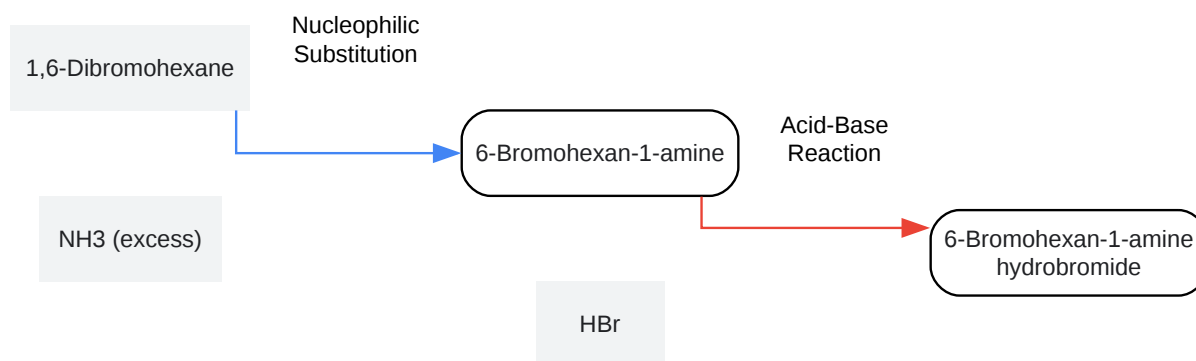 Nucleophilic
Substitution
1,6-Dibromohexane
6-Bromohexan-1-amine
Acid-Base
Reaction
NH3 (excess)
6-Bromohexan-1-amine
hydrobromide
HBr